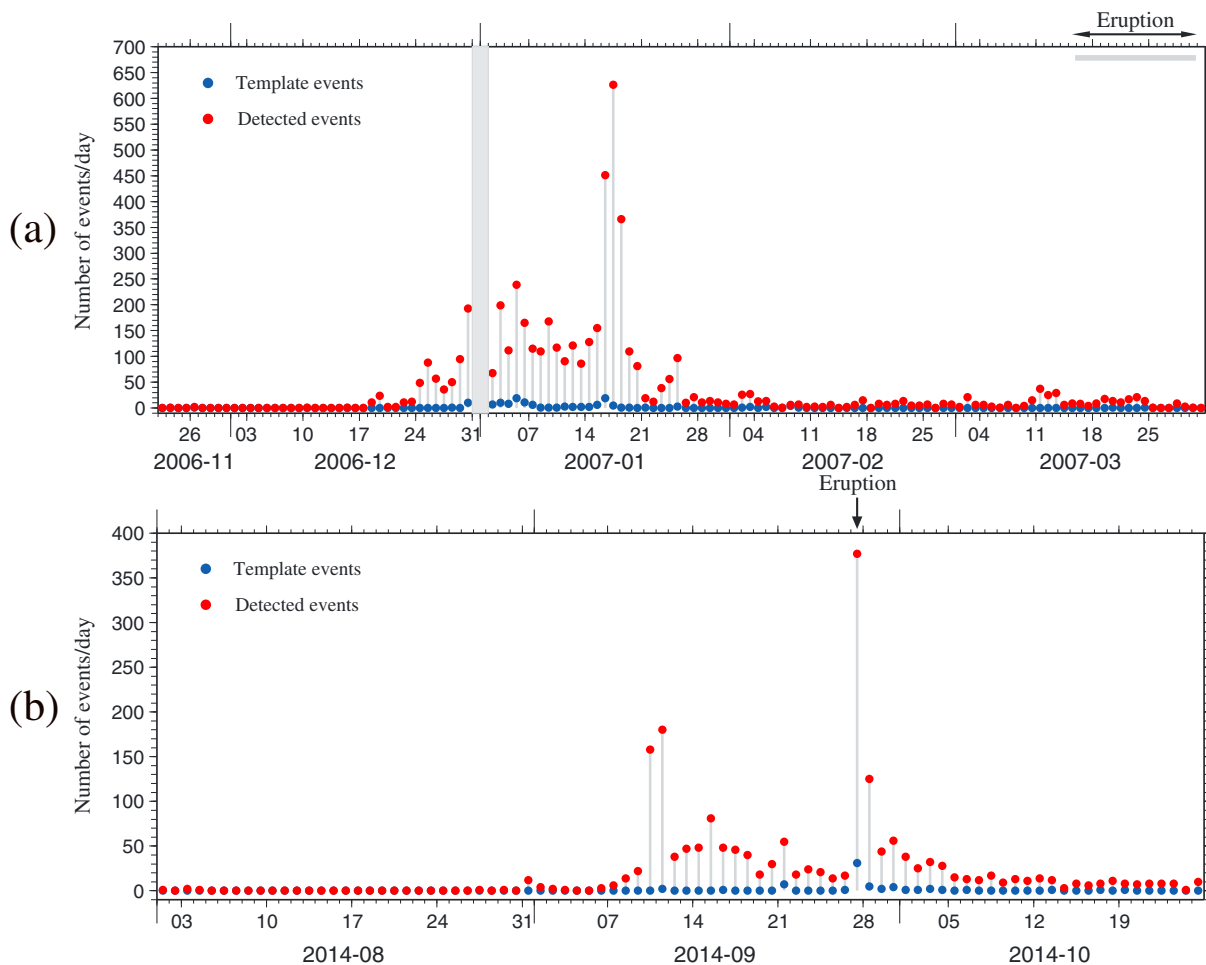 Eruption
700
650
600
550
500
450
400
350
300
250
200
150
100
50
0
Number of events/day
Template events
Detected events
(a)
26 03 10 17 24 31 07 14 21 28 04 11 18 25 04 11 18 25
2006-11 2006-12 2007-01 2007-02 2007-03
Eruption
400
350
300
250
200
150
100
50
0
Number of events/day
Template events
Detected events
(b)
03 10 17 24 31 07 14 21 28 05 12 19
2014-08 2014-09 2014-10